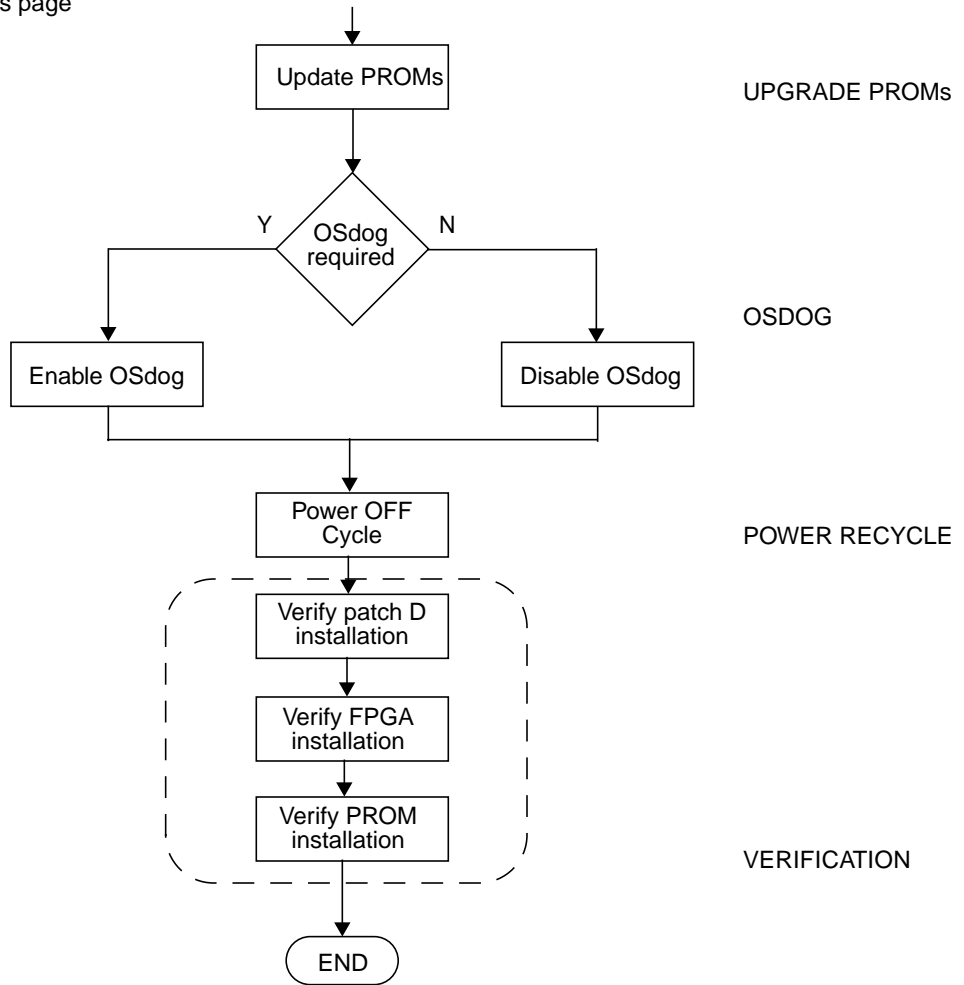 s page
Update PROMs
UPGRADE PROMs
Y
N
OSdog
required
OSDOG
Enable OSdog
Disable OSdog
Power OFF
Cycle
POWER RECYCLE
Verify patch D
installation
Verify FPGA
installation
Verify PROM
installation
VERIFICATION
END